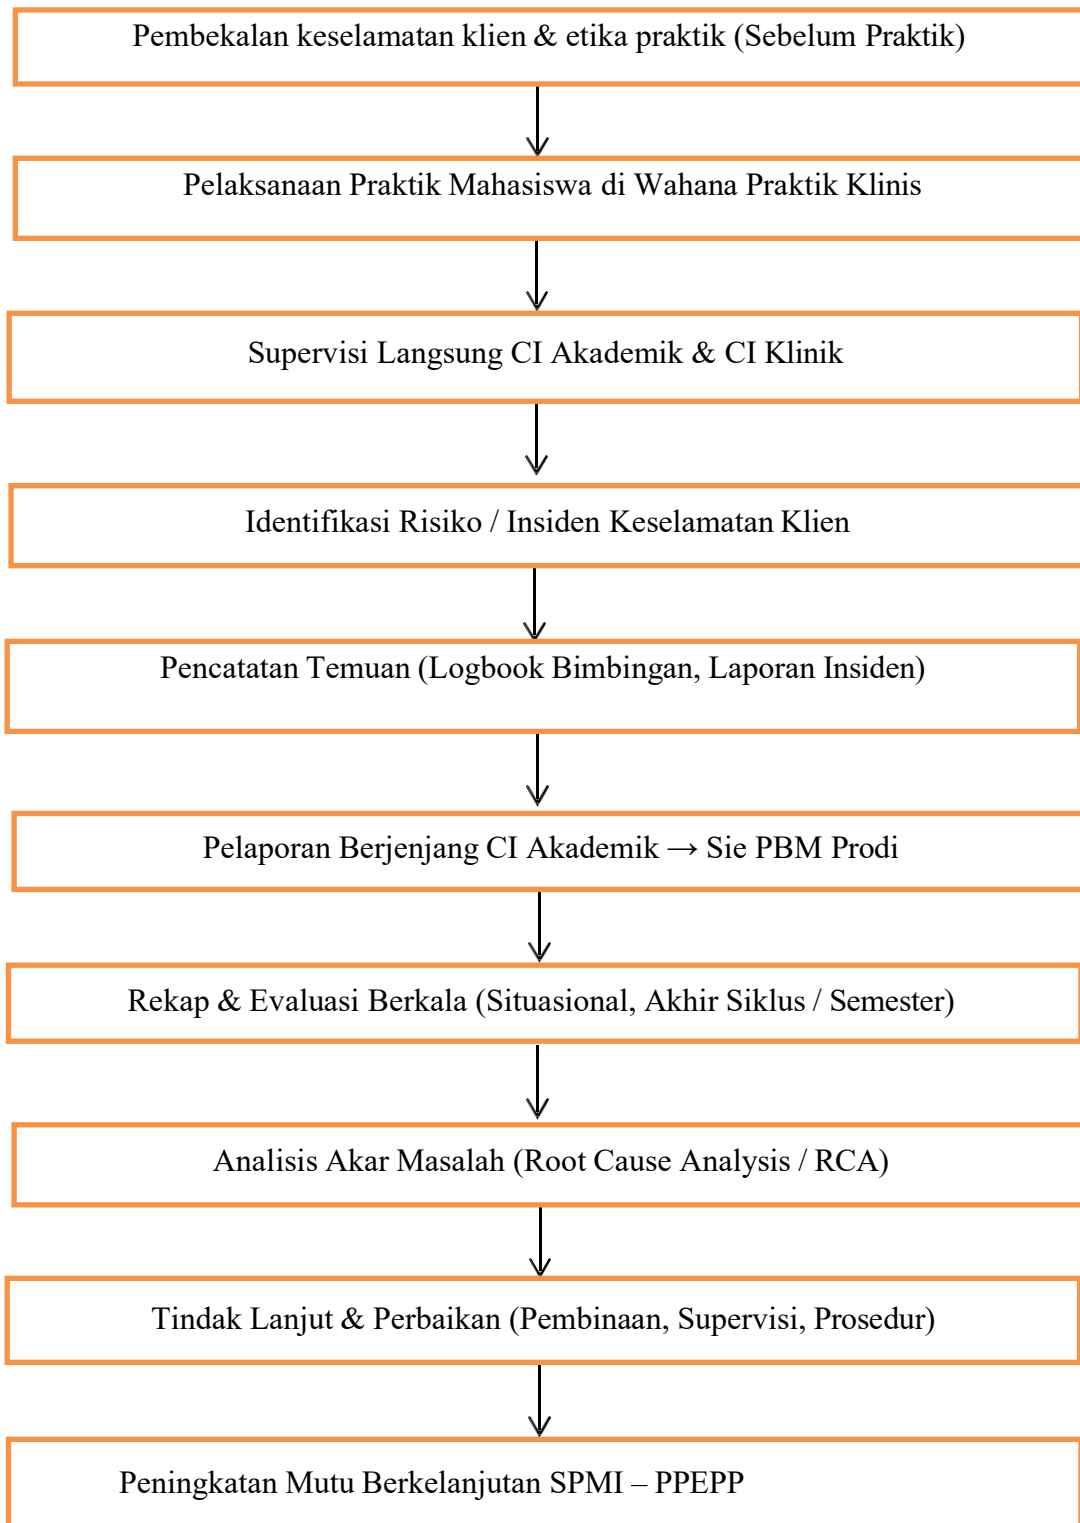 Pembekalan keselamatan klien & etika praktik (Sebelum Praktik)
Pelaksanaan Praktik Mahasiswa di Wahana Praktik Klinis
Supervisi Langsung CI Akademik & CI Klinik
Identifikasi Risiko / Insiden Keselamatan Klien
Pencatatan Temuan (Logbook Bimbingan, Laporan Insiden)
Pelaporan Berjenjang CI Akademik → Sie PBM Prodi
Rekap & Evaluasi Berkala (Situasional, Akhir Siklus / Semester)
Analisis Akar Masalah (Root Cause Analysis / RCA)
Tindak Lanjut & Perbaikan (Pembinaan, Supervisi, Prosedur)
Peningkatan Mutu Berkelanjutan SPMI – PPEPP